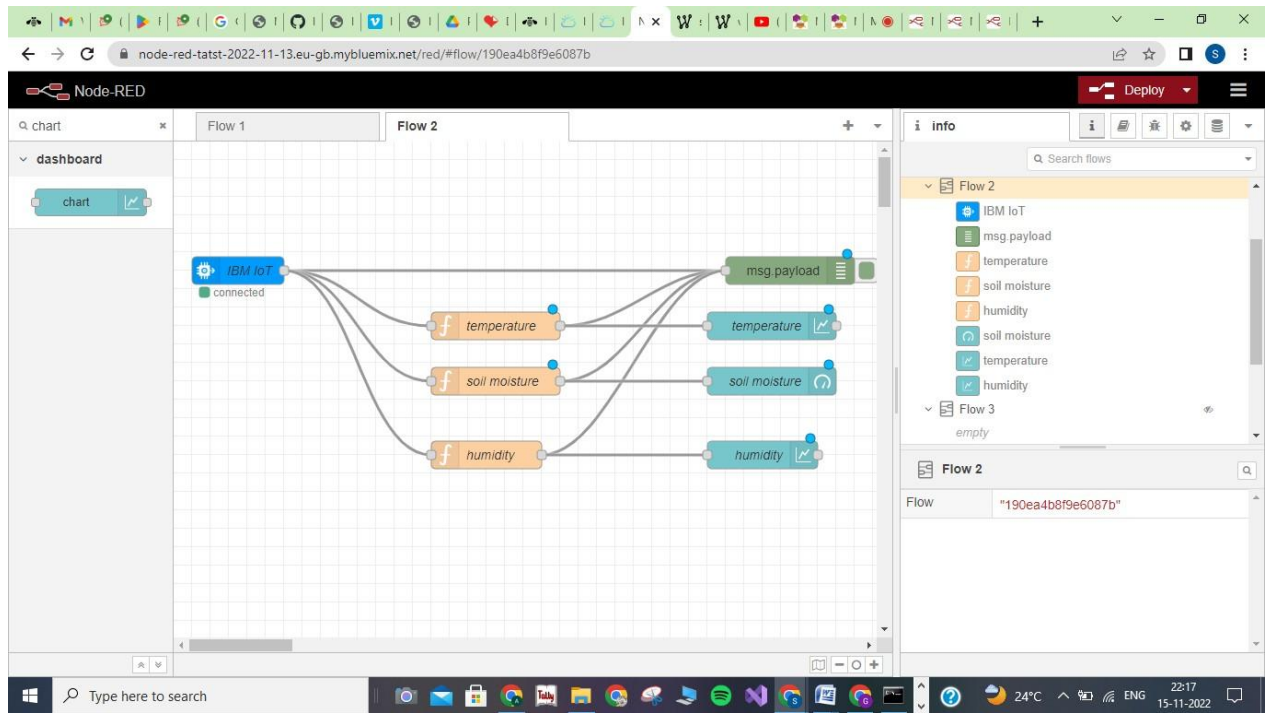 node-red-tatst-2022-11-13.eu-gb.mybluemix.net/red/#flow/190ea4b8f9e6087b
S
Node-RED
Deploy
chart
Flow 1
Flow 2
i info
dashboard
chart
Search flows
Flow 2
IBM IoT
msg.payload
temperature
soil moisture
humidity
soil moisture
temperature
humidity
Flow 3
empty
IBM IoT
connected
msg.payload
temperature
temperature
soil moisture
soil moisture
humidity
humidity
Flow 2
Flow
"190ea4b8f9e6087b"
Type here to search
Tally
24°C
ENG
22:17
15-11-2022